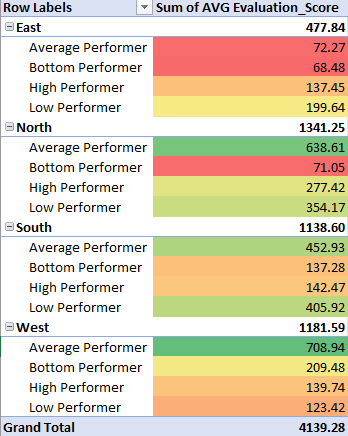 Row Labels Sum of AVG Evaluation_Score
East 477.84
Average Performer 72.27
Bottom Performer 68.48
High Performer 137.45
Low Performer 199.64
North 1341.25
Average Performer 638.61
Bottom Performer 71.05
High Performer 277.42
Low Performer 354.17
South 1138.60
Average Performer 452.93
Bottom Performer 137.28
High Performer 142.47
Low Performer 405.92
West 1181.59
Average Performer 708.94
Bottom Performer 209.48
High Performer 139.74
Low Performer 123.42
Grand Total 4139.28